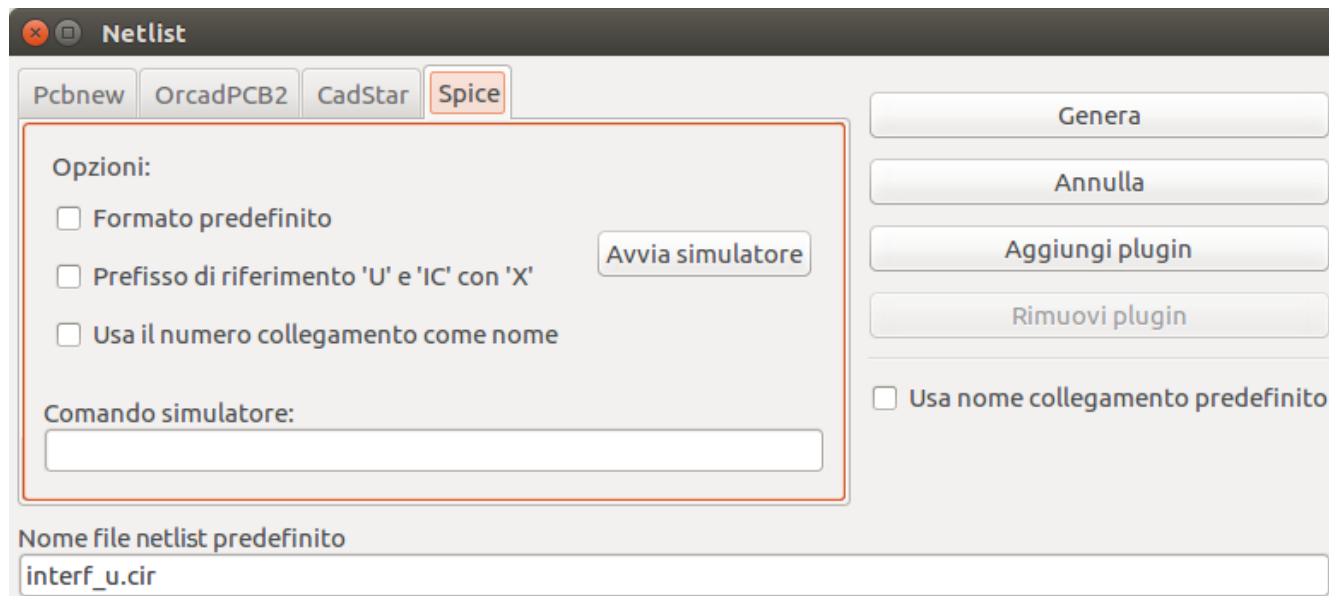 Netlist
Pcbnew OrcadPCB2 CadStar Spice
Opzioni:
Formato predefinito
Prefisso di riferimento 'U' e 'IC' con 'X'
Usa il numero collegamento come nome
Avvia simulatore
Comando simulatore:
Genera
Annulla
Aggiungi plugin
Rimuovi plugin
Usa nome collegamento predefinito
Nome file netlist predefinito
interf_u.cir